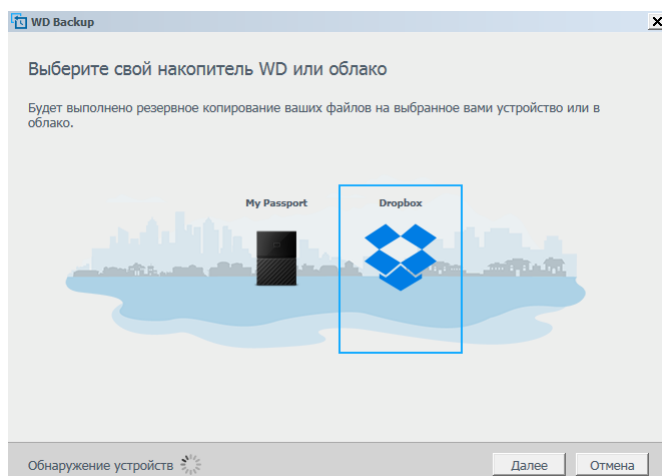 WD Backup
Выберите свой накопитель WD или облако
Будет выполнено резервное копирование ваших файлов на выбранное вами устройство или в
облако.
My Passport
Dropbox
Обнаружение устройств
Далее
Отмена